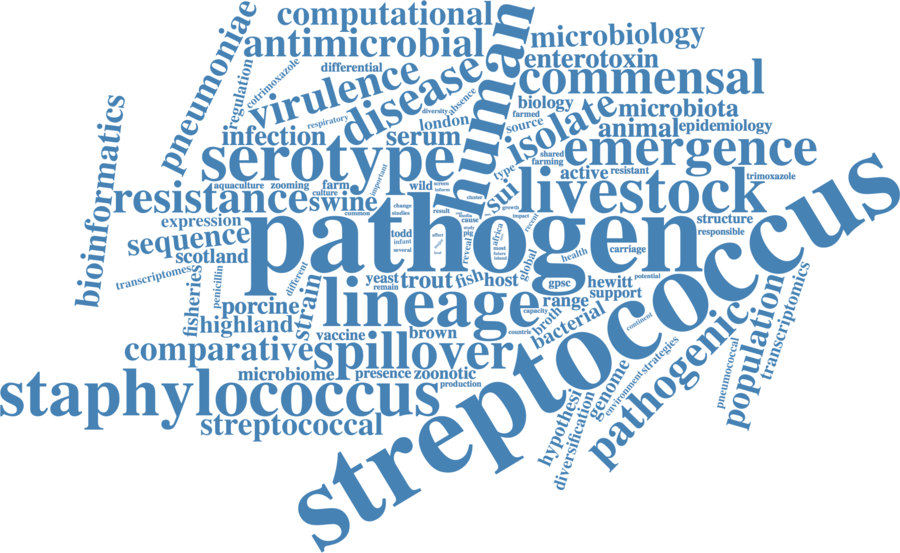 computational
antimicrobial
pneumoniae
regulation
cotrimoxazole
differential
virulence
disease
human
microbiology
enterotoxin
commensal
diversity
absence
biology
farmed
source
isolate
microbiota
animal
epidemiology
bioinformatics
infection
respiratory
london
serum
serotype
important
type
shared
farming
emergence
active
resistant
trimoxazole
aquaculture
zooming
farm
culture
wild
screen
inform
cluster
sui
livestock
resistance
swine
common
change
studies
result
media
cause
growth
impact
recent
structure
responsible
expression
sequence
scotland
pathogen
todd
infant
several
effect
study
pig
reveal
africa
most
future
island
global
health
carriage
streptococcus
transcriptomes
fisheries
penicillin
different
strain
yeast
remain
trout
fish
host
gpsc
hewitt
potential
support
range
porcine
highland
lineage
capacity
broth
bacterial
continent
vaccine
brown
countrie
comparative
spillover
microbiome
presence
zoonotic
production
staphylococcus
streptococcal
hypothesi
diversification
genome
environment
strategies
pathogenic
pneumococcal
population
transcriptomics